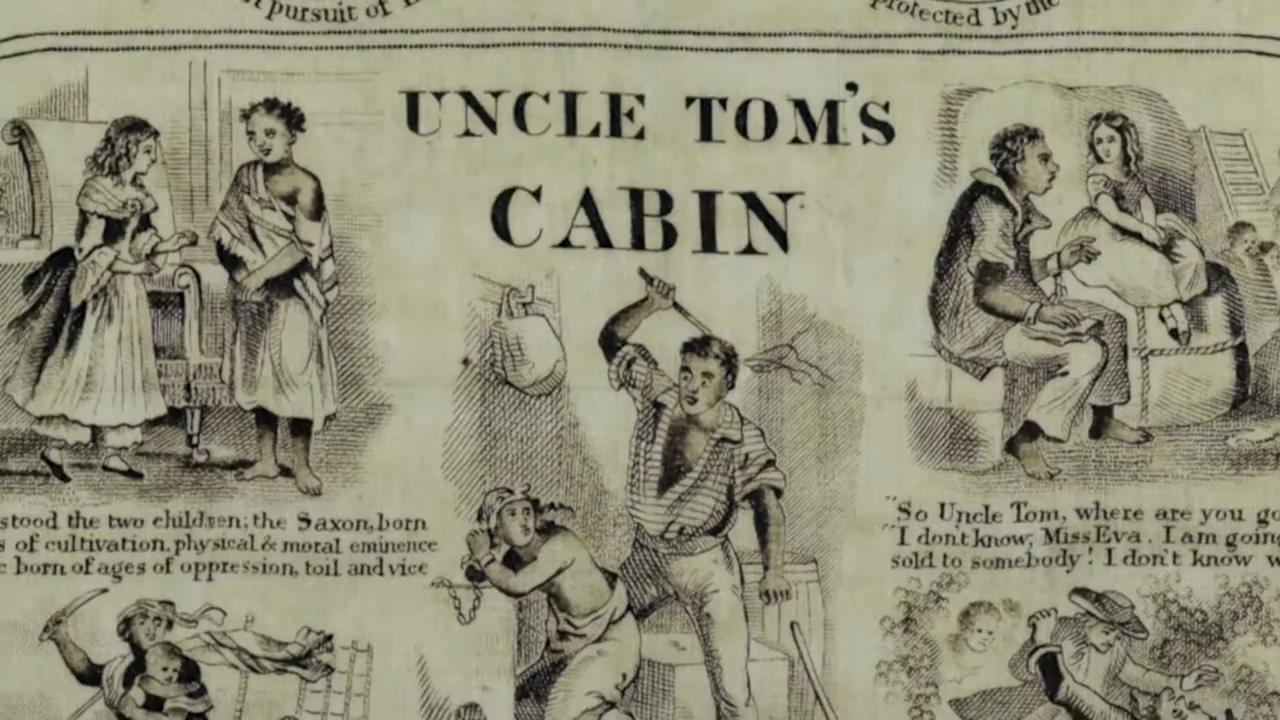 pursuit of
protected by the
UNCLE TOM'S
CABIN
stood the two children; the Saxon, born
of cultivation, physical & moral eminence
born of ages of oppression, toil and vice
"So Uncle Tom, where are you
"I don't know, Miss Eva. I am going
sold to somebody! I don't know